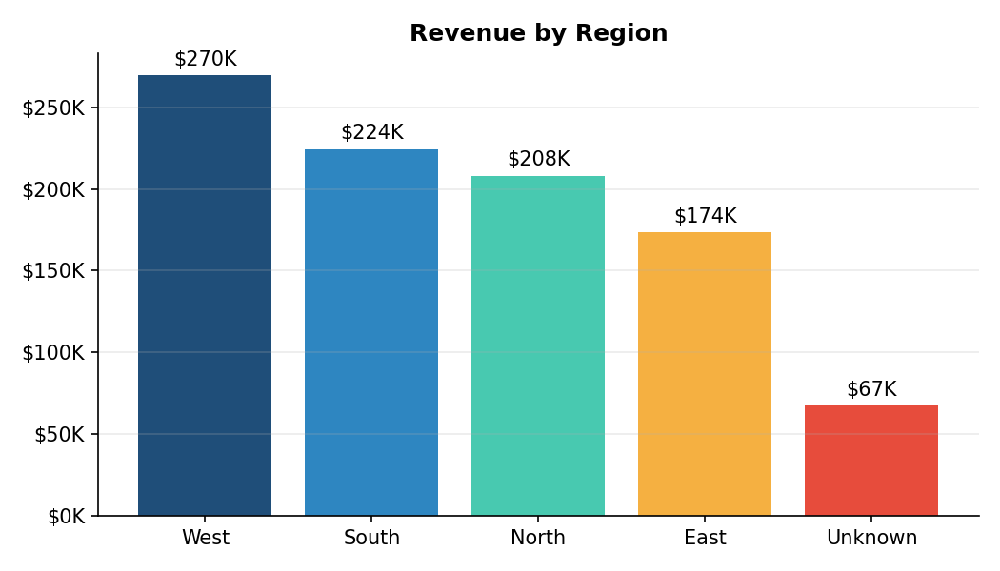 Revenue by Region
$270K
$224K
$208K
$174K
$67K
$250K
$200K
$150K
$100K
$50K
$0K
West South North East Unknown